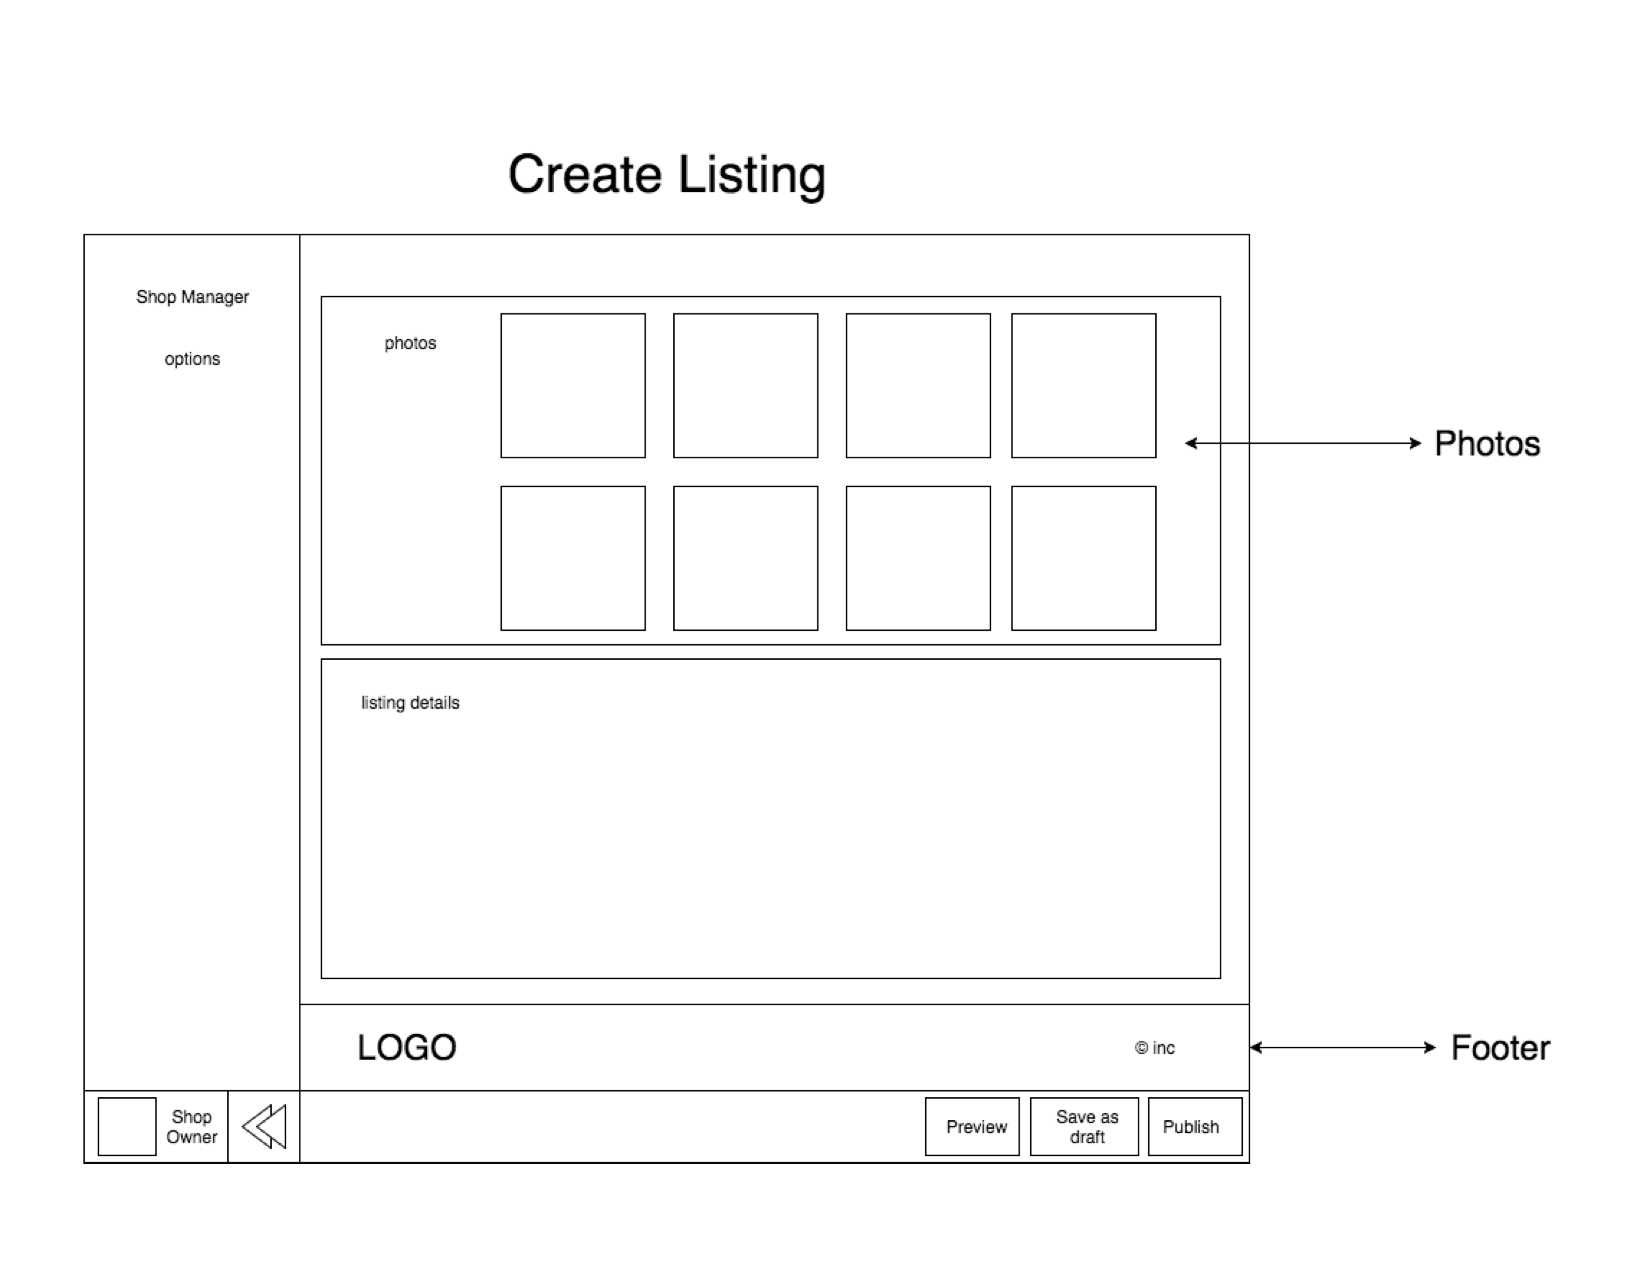 Create Listing
Shop Manager
options
photos
Photos
listing details
LOGO
© inc
Footer
Shop
Owner
Preview
Save as
draft
Publish